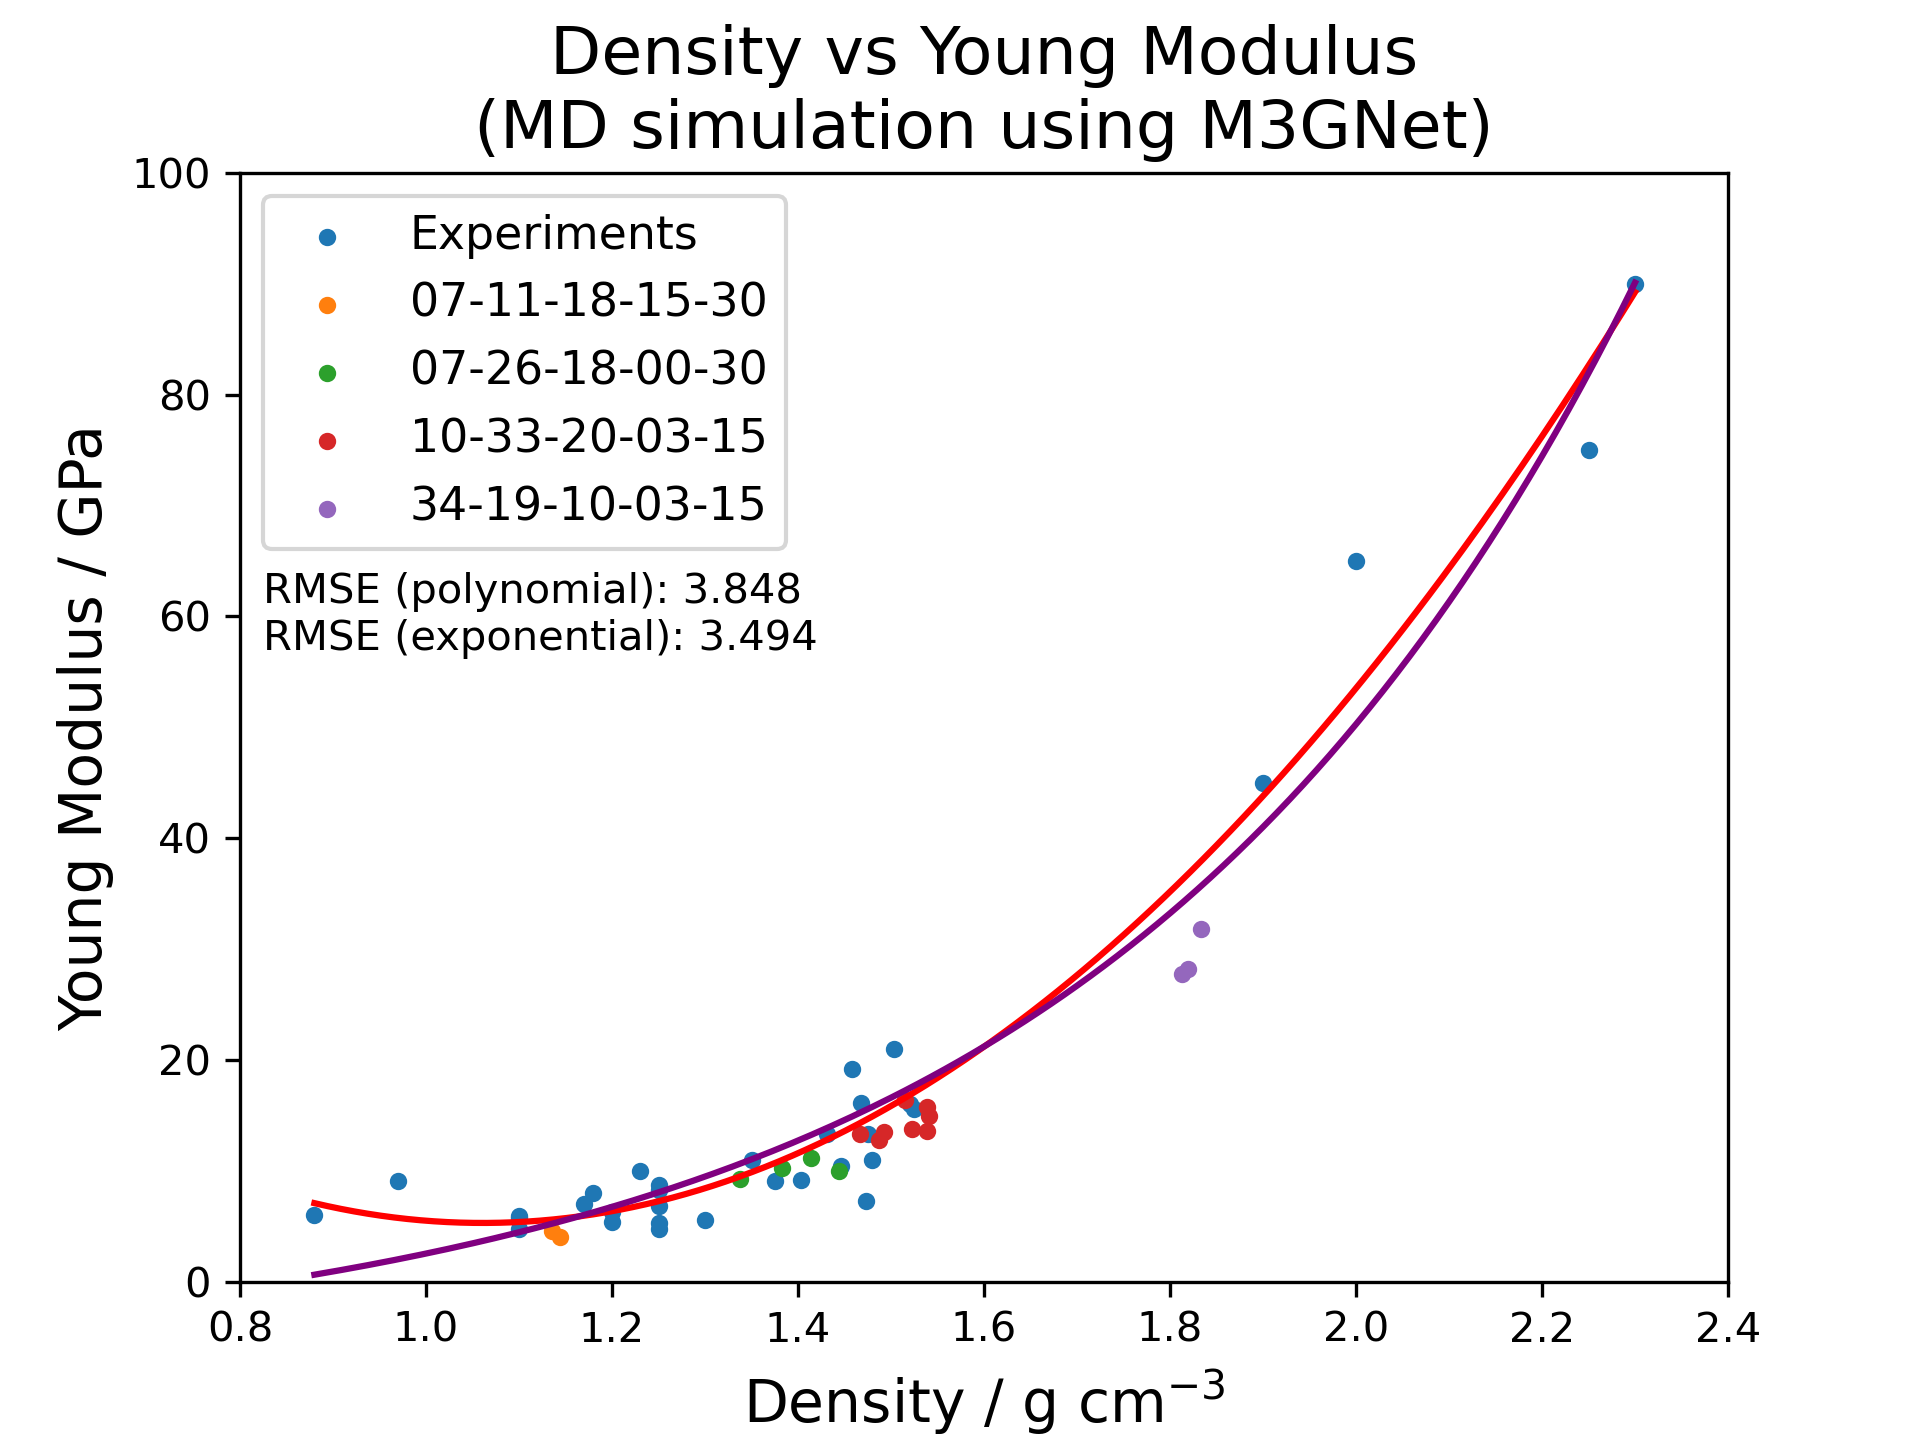 Density vs Young Modulus
(MD simulation using M3GNet)
100
80
60
40
20
0
Young Modulus / GPa
Experiments
07-11-18-15-30
07-26-18-00-30
10-33-20-03-15
34-19-10-03-15
RMSE (polynomial): 3.848
RMSE (exponential): 3.494
0.8 1.0 1.2 1.4 1.6 1.8 2.0 2.2 2.4
Density / g cm⁻³